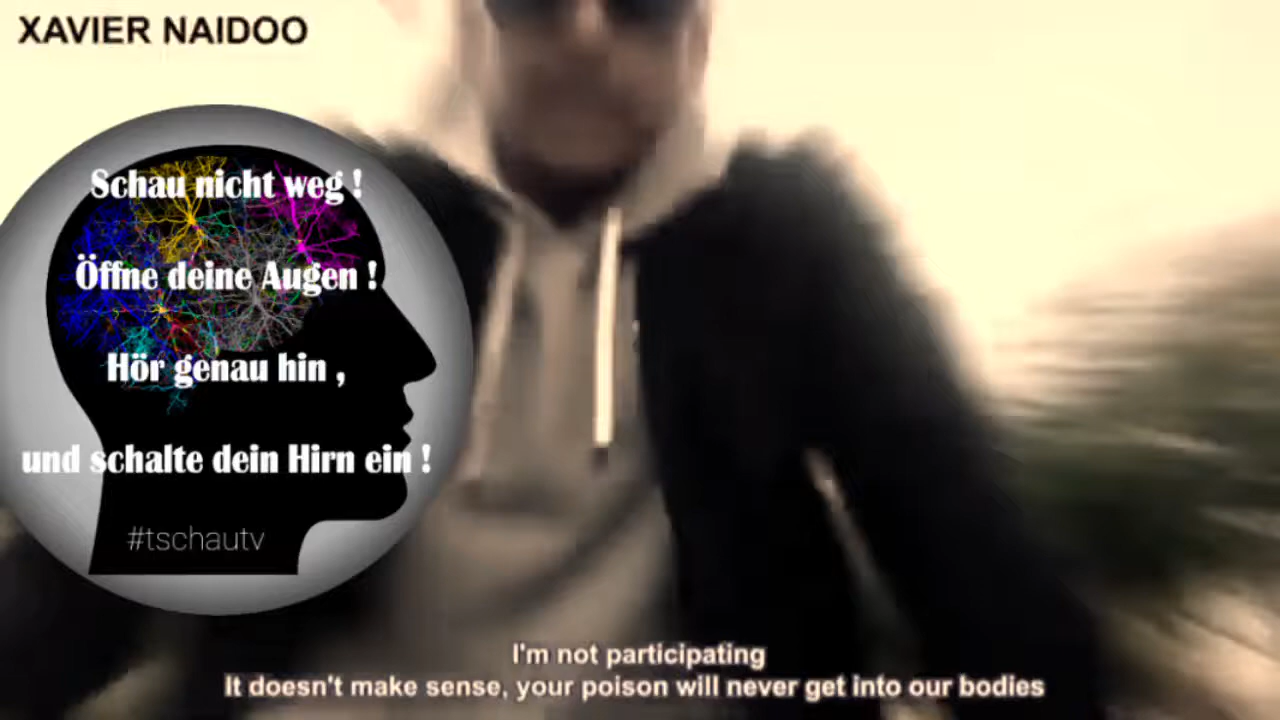 XAVIER NAIDOO
Schau nicht weg !
Öffne deine Augen !
Hör genau hin ,
und schalte dein Hirn ein !
#tschautv
I'm not participating
It doesn't make sense, your poison will never get into our bodies